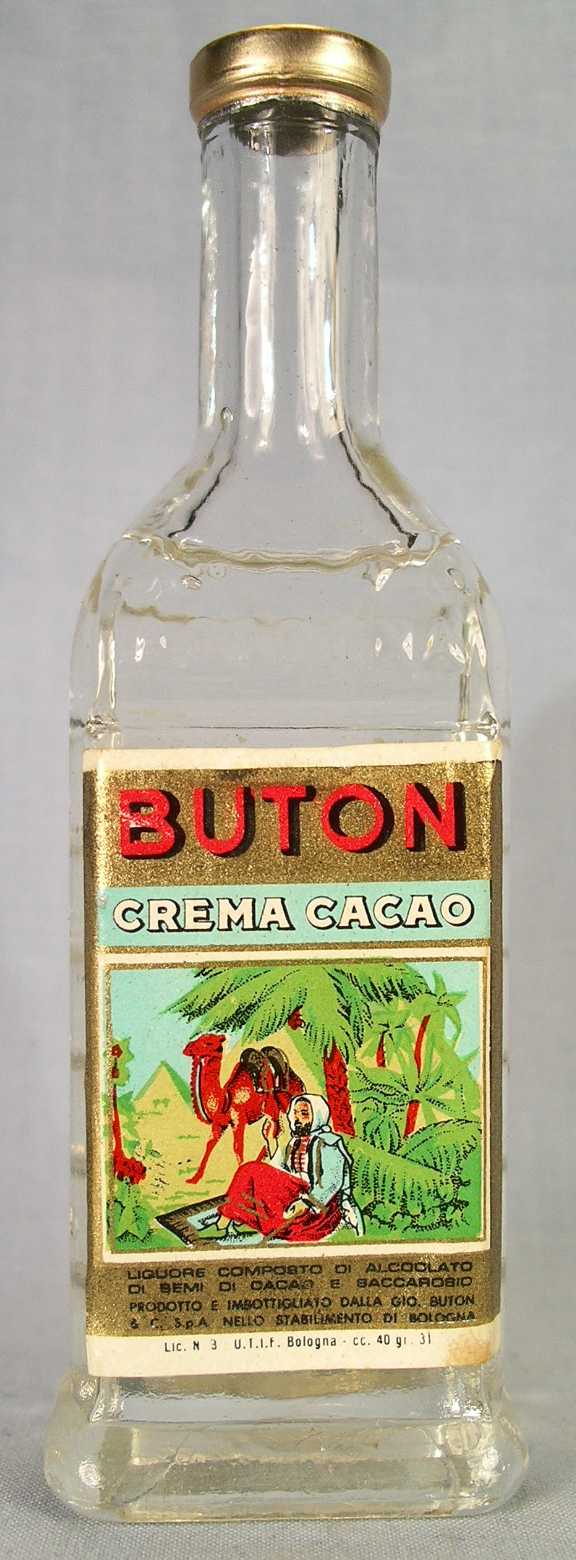 BUTON
CREMA CACAO
LIQUORE COMPOSTO DI ALCOOLATO
DI SEMI DI CACAO E SACCAROSIO
PRODOTTO E IMBOTTIGLIATO DALLA GIO. BUTON
& C. S.p.A. NELLO STABILIMENTO DI BOLOGNA
Lic. N 3 U.T.I.F. Bologna - cc. 40 gr. 31